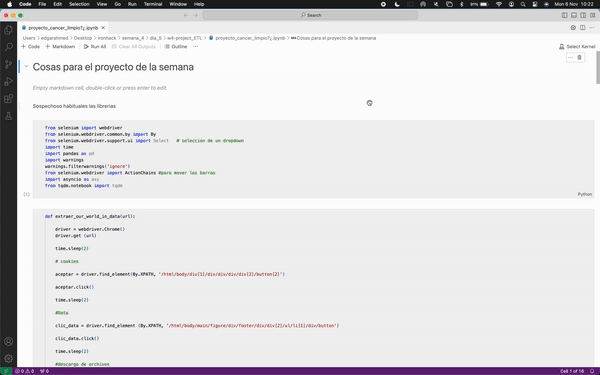 Code File Edit Selection View Go Run Terminal Window Help
Mon 6 Nov 10:22
Search
proyecto_cancer_limpio?¿.ipynb
Users > edgarahmed > Desktop > Ironhack > semana_4 > dia_5 > w4-project_ETL > proyecto_cancer_limpio?¿.ipynb > Cosas para el proyecto de la semana
+ Code + Markdown Run All Clear All Outputs Outline ... Select Kernel
Cosas para el proyecto de la semana
Empty markdown cell, double-click or press enter to edit.
Sospechoso habituales las librerias
from selenium import webdriver
from selenium.webdriver.common.by import By
from selenium.webdriver.support.ui import Select # seleccion de un dropdown
import time
import pandas as pd
import warnings
warnings.filterwarnings('ignore')
from selenium.webdriver import ActionChains #para mover las barras
import asyncio as asy
from tqdm.notebook import tqdm
[1] Python
def extraer_our_world_in_data(url):
driver = webdriver.Chrome()
driver.get (url)
time.sleep(2)
# cookies
aceptar = driver.find_element(By.XPATH, '/html/body/div[1]/div/div/div/div[2]/button[2]')
aceptar.click()
time.sleep(2)
#Data
clic_data = driver.find_element (By.XPATH, '/html/body/main/figure/div/footer/div/div[2]/ul/li[1]/div/button')
clic_data.click()
time.sleep(2)
#descarga de archivos
0 0 0 Cell 1 of 16